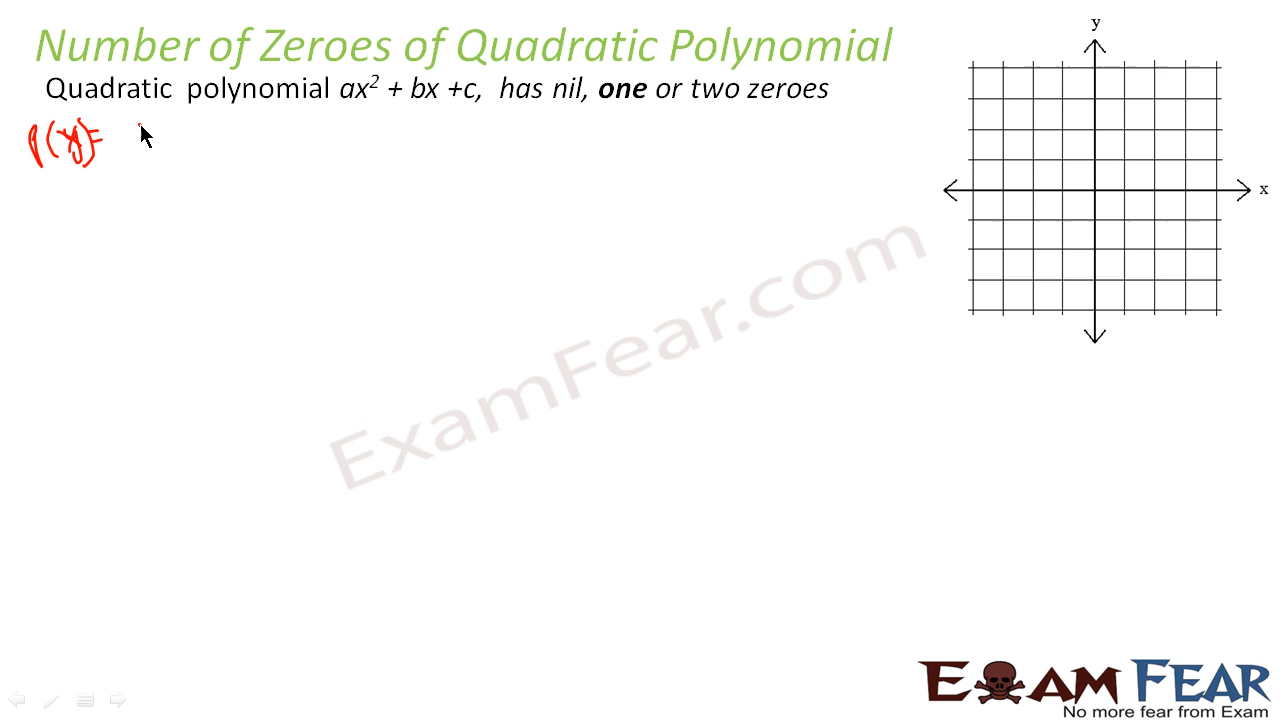 Number of Zeroes of Quadratic Polynomial
Quadratic polynomial ax² + bx +c, has nil, one or two zeroes
p(x)=
y
x
ExamFear.com
EXAM FEAR
No more fear from Exam